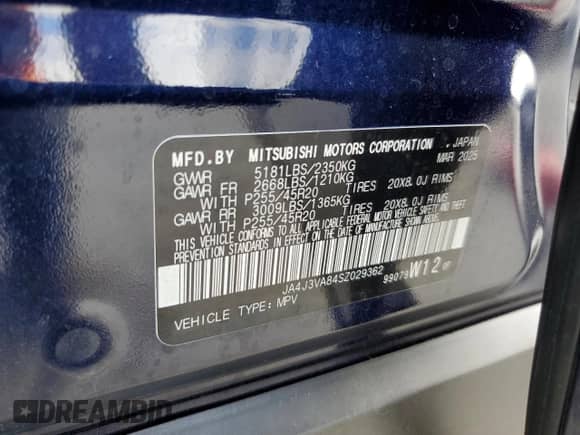 MFD.BY MITSUBISHI MOTORS CORPORATION, JAPAN
GVWR 5181LBS/2350KG MAR 2025
GAWR FR 2668LBS/1210KG
WITH P255/45R20 TIRES 20X8.0J RIMS
GAWR RR 3009LBS/1365KG
WITH P255/45R20 TIRES 20X8.0J RIMS
THIS VEHICLE CONFORMS TO ALL APPLICABLE FEDERAL MOTOR VEHICLE SAFETY AND THEFT
PREVENTION STANDARDS IN EFFECT ON THE DATE OF MANUFACTURE SHOWN ABOVE.
JA4J3VA84SZ029362
VEHICLE TYPE: MPV
99079 W12
DREAMBID